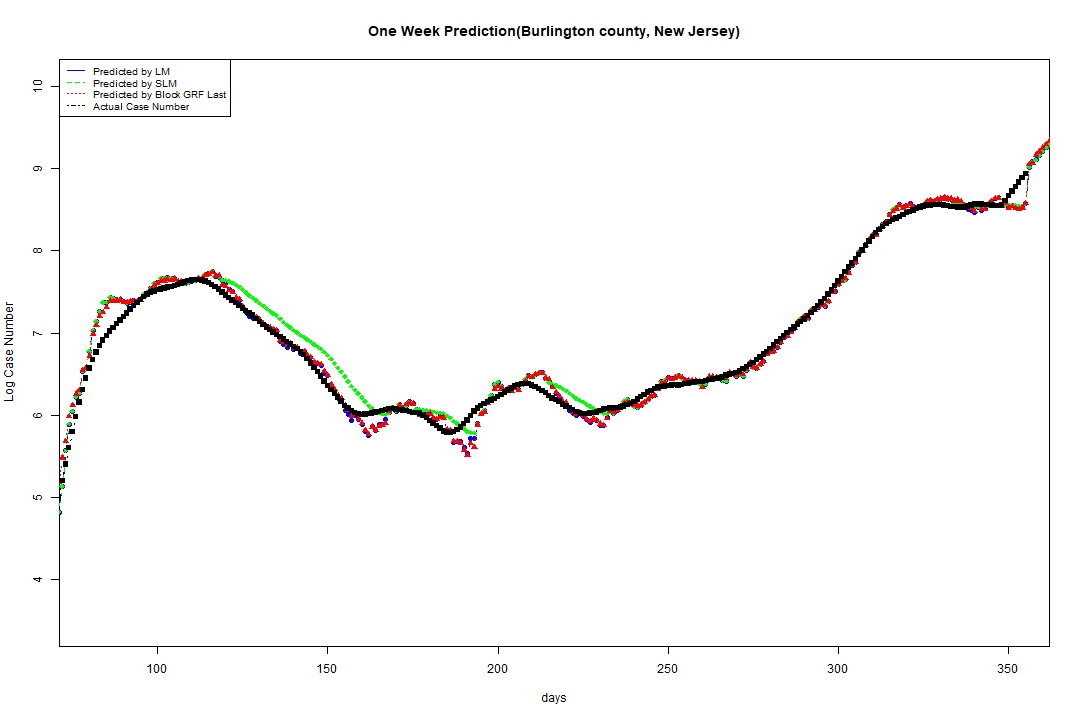 One Week Prediction(Burlington county, New Jersey)
Predicted by LM
Predicted by SLM
Predicted by Block GRF Last
Actual Case Number
Log Case Number
10
9
8
7
6
5
4
100 150 200 250 300 350
days